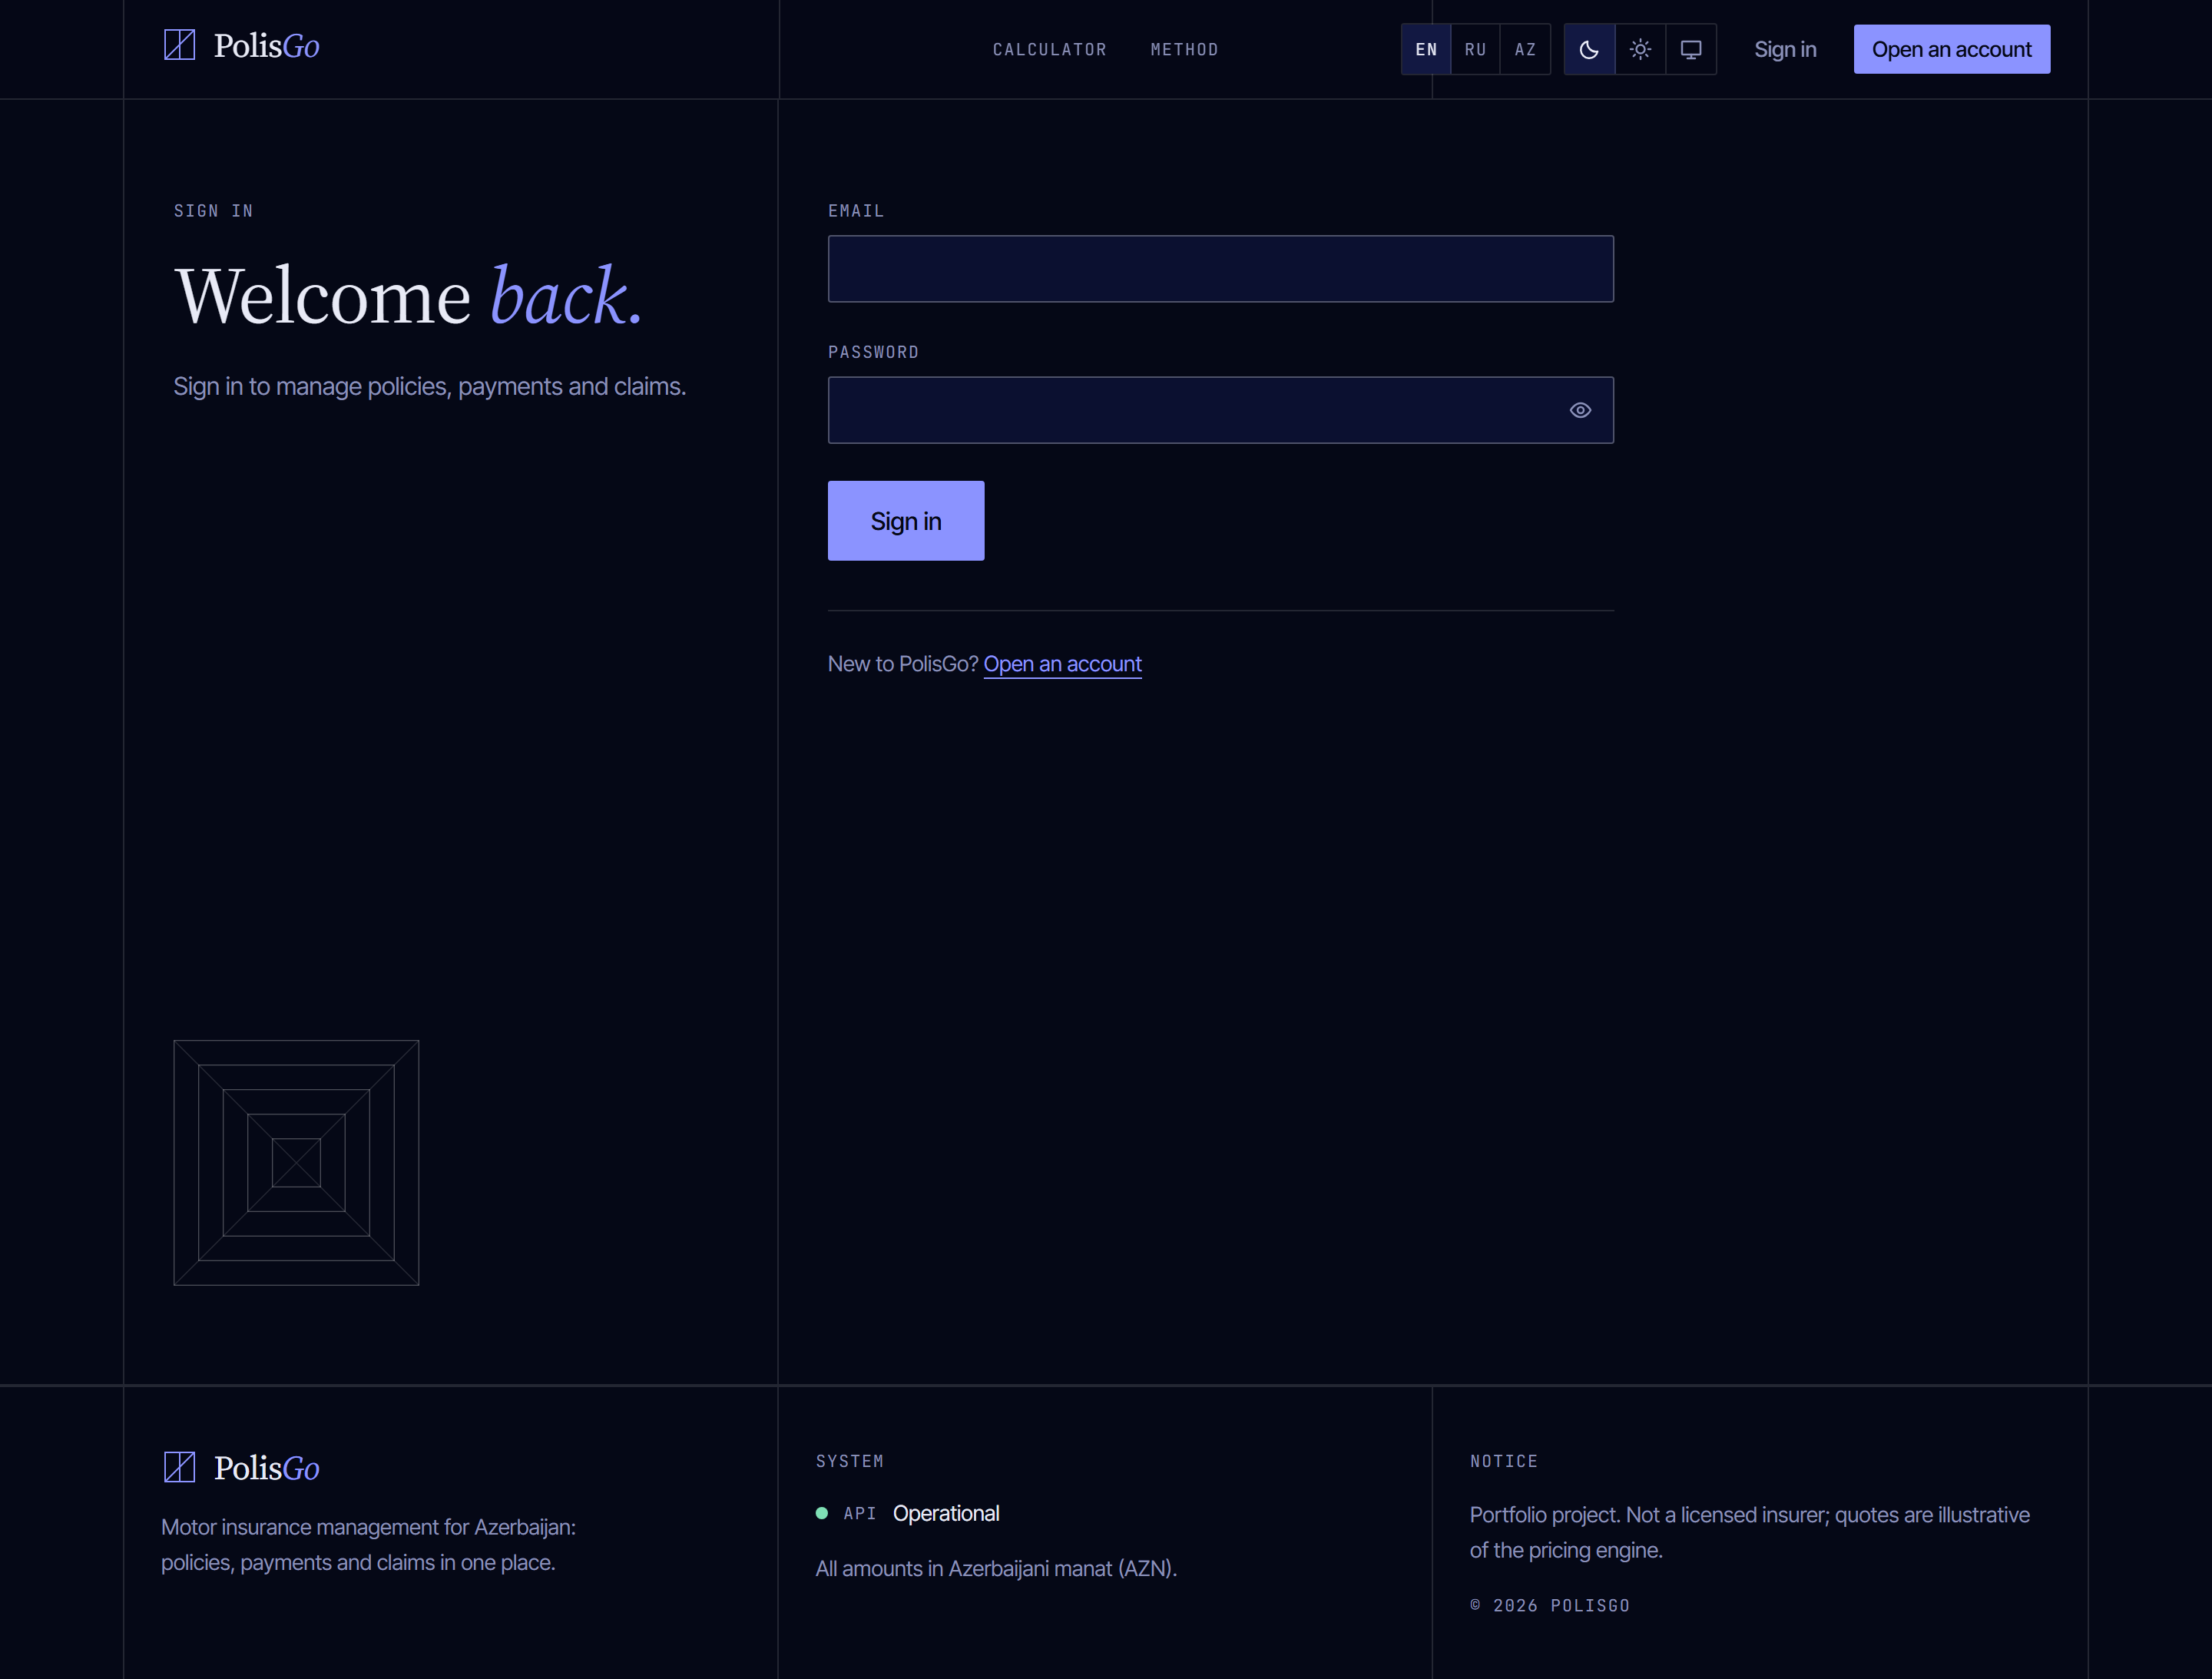 PolisGo
CALCULATOR METHOD
EN RU AZ
Sign in
Open an account
SIGN IN
Welcome back.
Sign in to manage policies, payments and claims.
EMAIL
PASSWORD
Sign in
New to PolisGo? Open an account
PolisGo
Motor insurance management for Azerbaijan:
policies, payments and claims in one place.
SYSTEM
API Operational
All amounts in Azerbaijani manat (AZN).
NOTICE
Portfolio project. Not a licensed insurer; quotes are illustrative
of the pricing engine.
© 2026 POLISGO